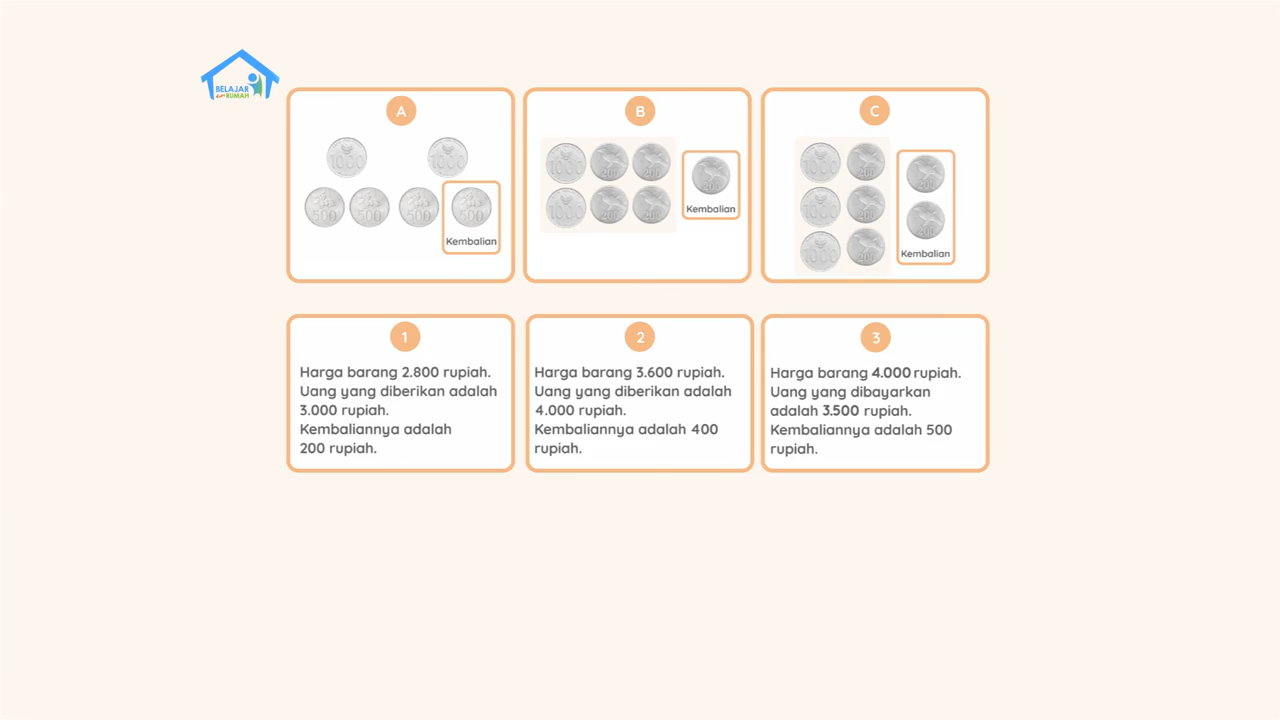 BELAJAR
dari RUMAH
A
1000
1000
500
500
500
500
Kembalian
B
1000
200
200
1000
200
200
200
Kembalian
C
1000
200
1000
200
1000
200
200
200
Kembalian
1
Harga barang 2.800 rupiah.
Uang yang diberikan adalah
3.000 rupiah.
Kembaliannya adalah
200 rupiah.
2
Harga barang 3.600 rupiah.
Uang yang diberikan adalah
4.000 rupiah.
Kembaliannya adalah 400
rupiah.
3
Harga barang 4.000 rupiah.
Uang yang dibayarkan
adalah 3.500 rupiah.
Kembaliannya adalah 500
rupiah.